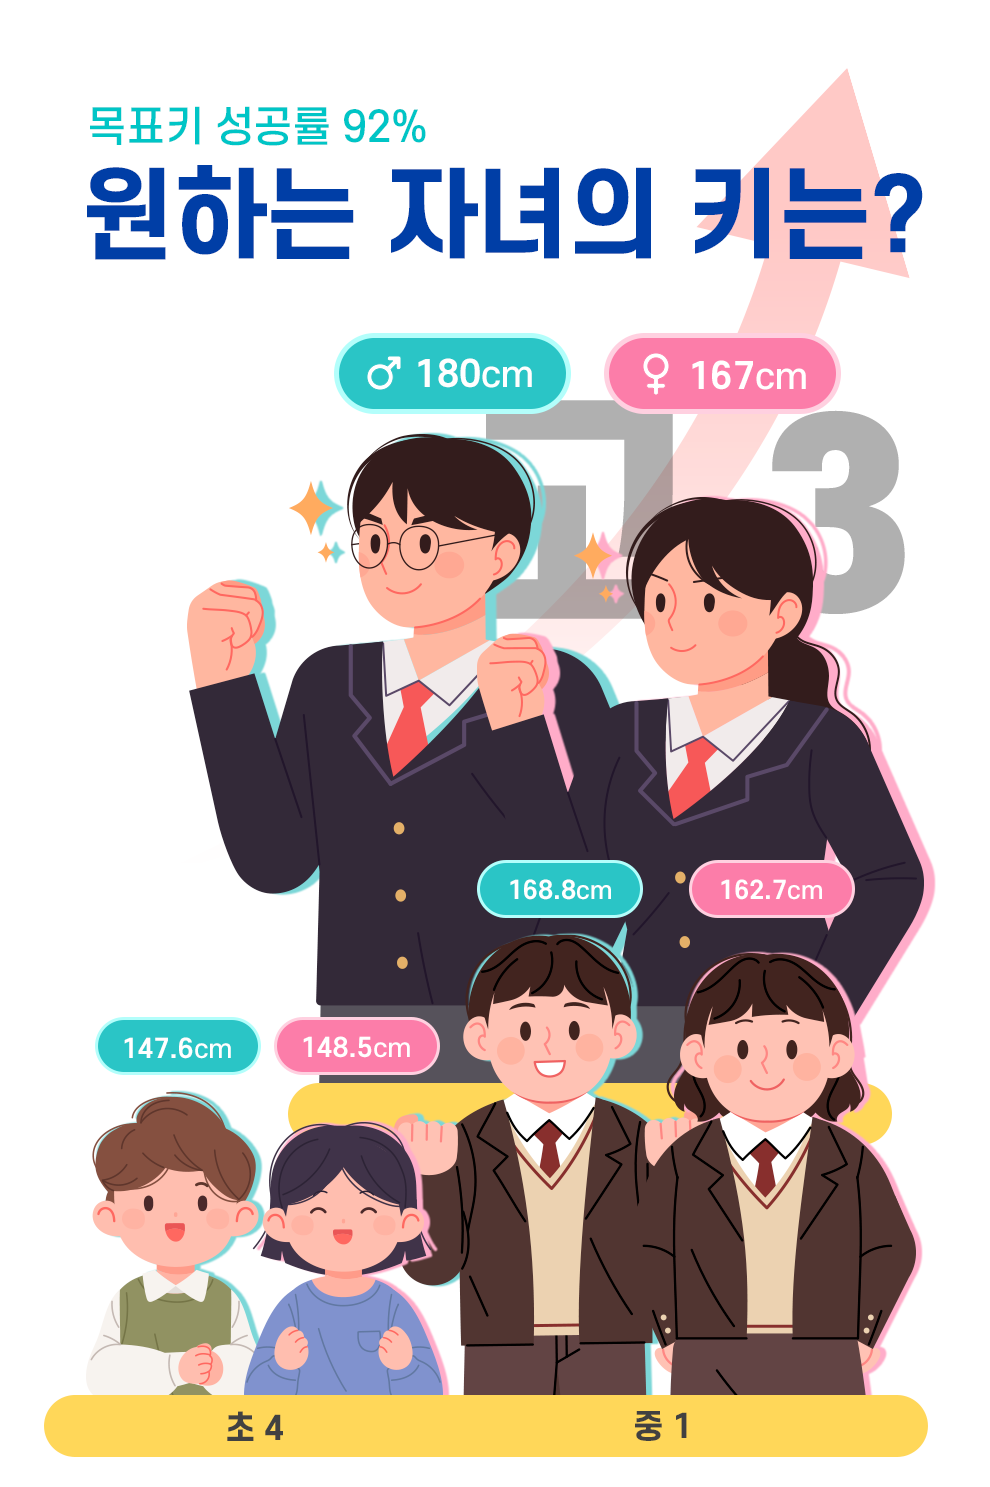 목표키 성공률 92%
원하는 자녀의 키는?
♂ 180cm
♀ 167cm
고 3
168.8cm
162.7cm
147.6cm
148.5cm
초 4
중 1